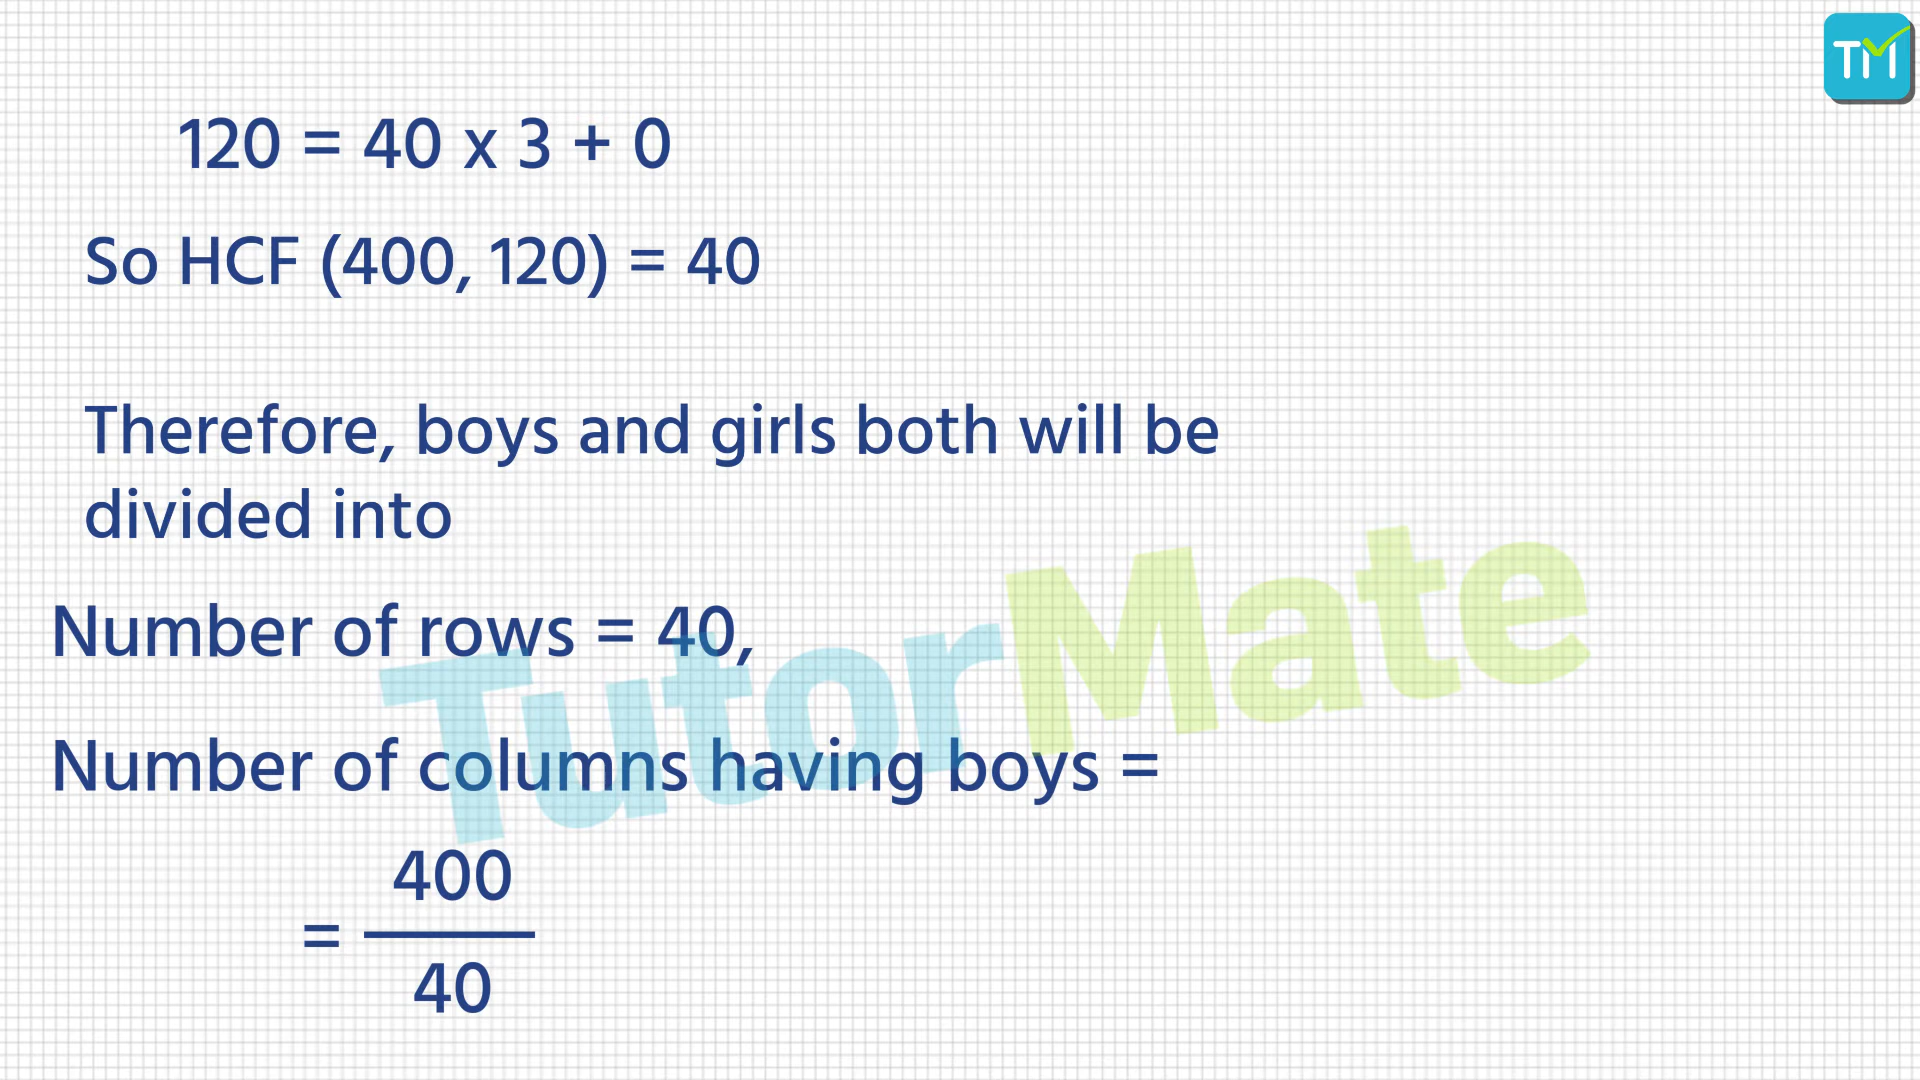 TM
120 = 40 x 3 + 0
So HCF (400, 120) = 40
Therefore, boys and girls both will be
divided into
Number of rows = 40,
Number of columns having boys =
= 400/40
TutorMate